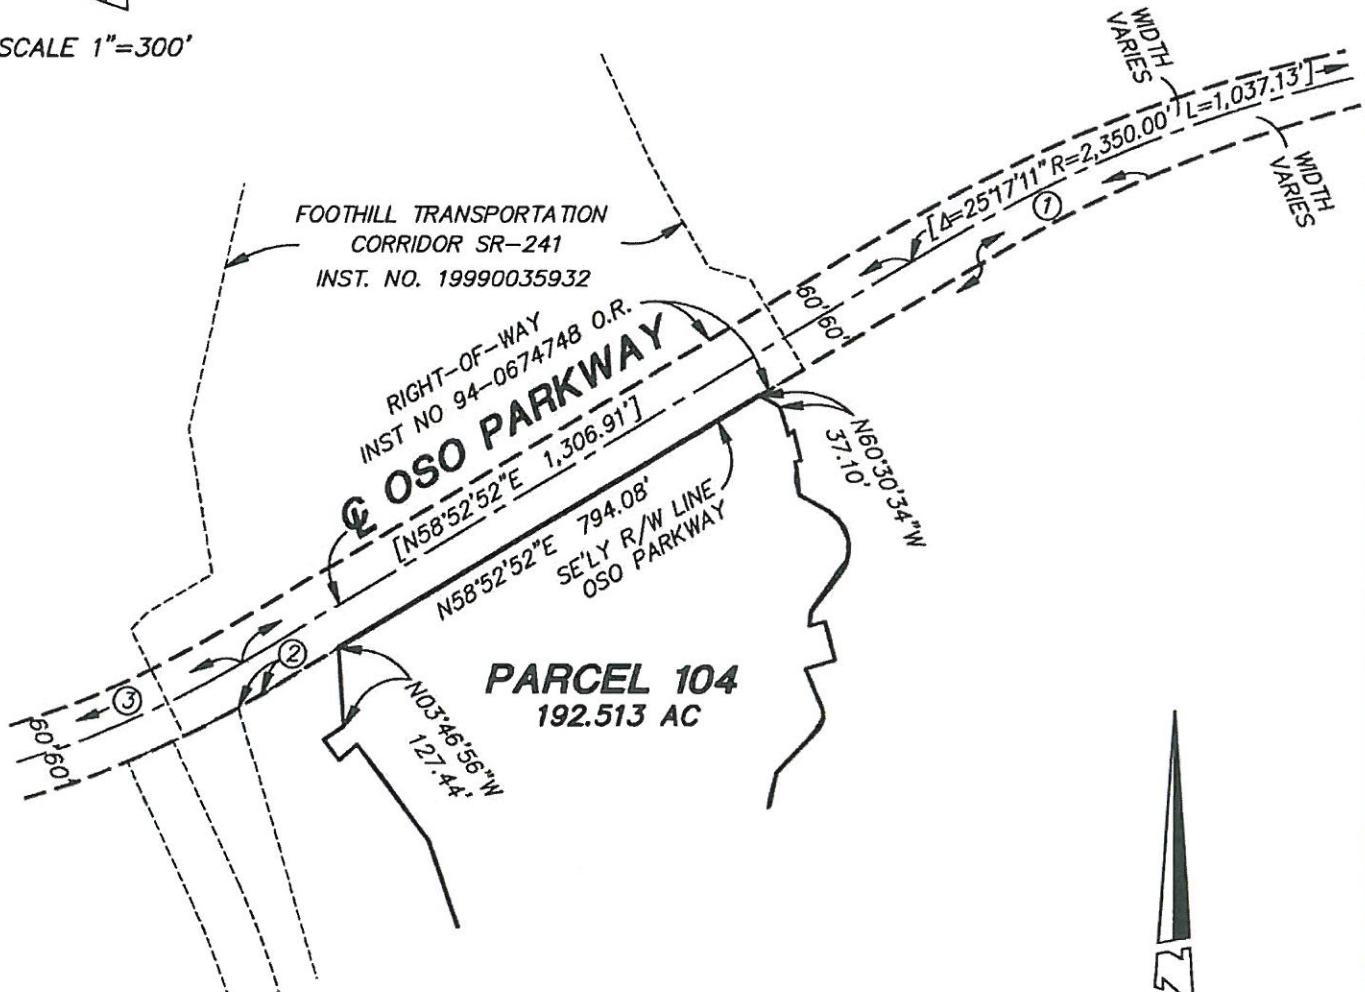 SCALE 1"=300'
WIDTH
VARIES
[Δ=25°17'11" R=2,350.00' L=1,037.13']
WIDTH
VARIES
1
FOOTHILL TRANSPORTATION
CORRIDOR SR-241
INST. NO. 19990035932
RIGHT-OF-WAY
INST NO 94-0674748 O.R.
60' 60'
℄ OSO PARKWAY
[N58°52'52"E 1,306.91']
N58°52'52"E 794.08'
SE'LY R/W LINE
OSO PARKWAY
N60°30'34"W
37.10'
2
3
60' 60'
PARCEL 104
192.513 AC
N03°46'56"W
127.44'